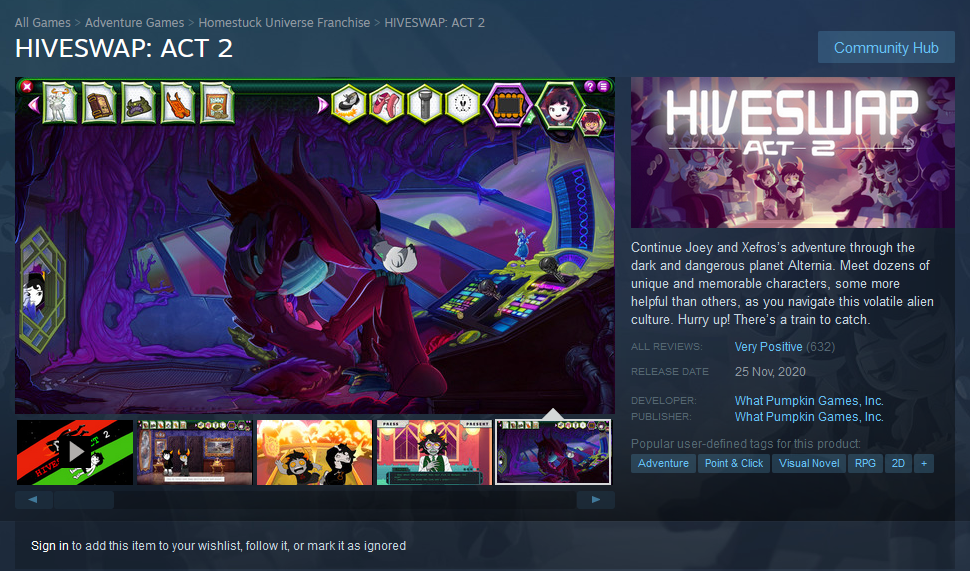 All Games > Adventure Games > Homestuck Universe Franchise > HIVESWAP: ACT 2
HIVESWAP: ACT 2
Community Hub
HIVESWAP
ACT 2
Continue Joey and Xefros's adventure through the
dark and dangerous planet Alternia. Meet dozens of
unique and memorable characters, some more
helpful than others, as you navigate this volatile alien
culture. Hurry up! There's a train to catch.
ALL REVIEWS: Very Positive (632)
RELEASE DATE 25 Nov, 2020
DEVELOPER: What Pumpkin Games, Inc.
PUBLISHER: What Pumpkin Games, Inc.
Popular user-defined tags for this product:
Adventure Point & Click Visual Novel RPG 2D +
PRESS PRESENT
Sign in to add this item to your wishlist, follow it, or mark it as ignored